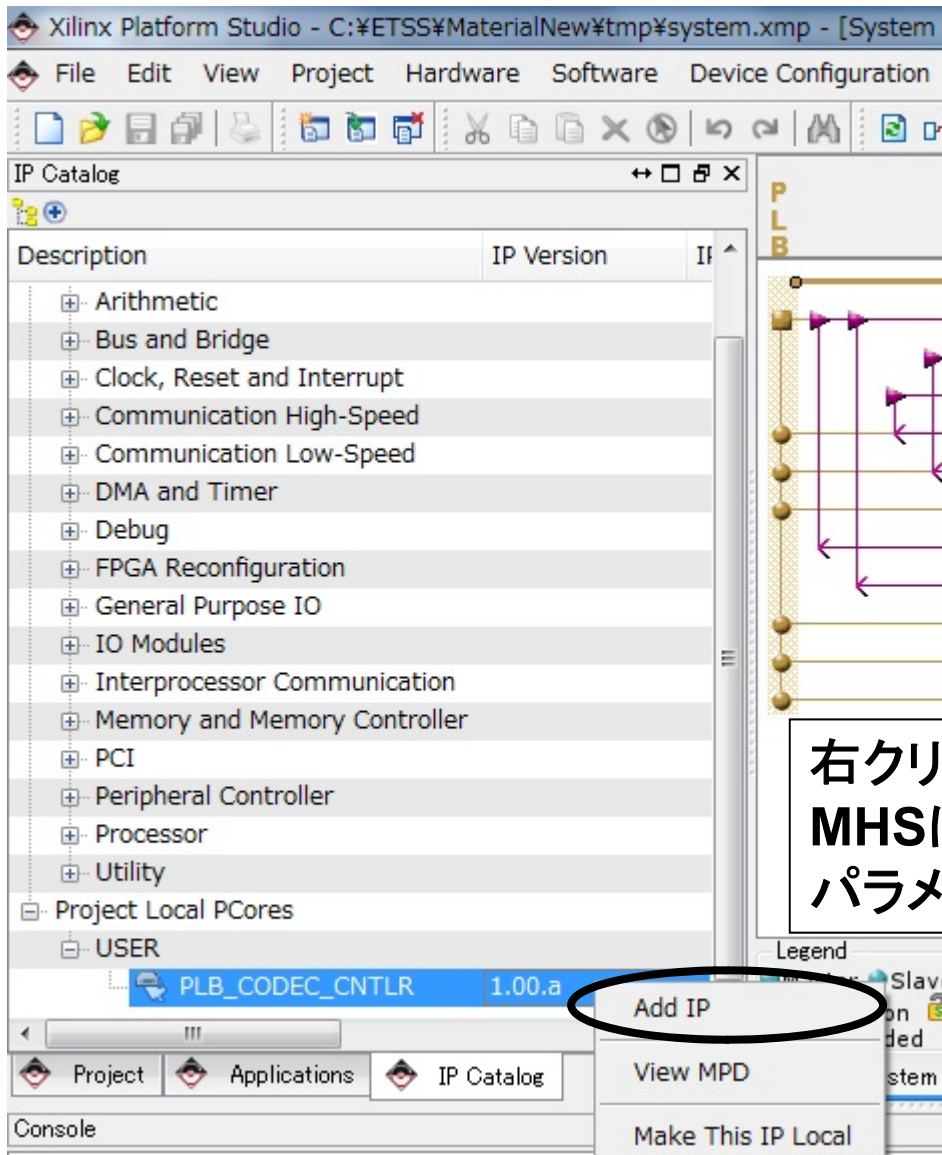 Xilinx Platform Studio - C:¥ETSS¥MaterialNew¥tmp¥system.xmp - [System
File Edit View Project Hardware Software Device Configuration
IP Catalog
Description IP Version
Arithmetic
Bus and Bridge
Clock, Reset and Interrupt
Communication High-Speed
Communication Low-Speed
DMA and Timer
Debug
FPGA Reconfiguration
General Purpose IO
IO Modules
Interprocessor Communication
Memory and Memory Controller
PCI
Peripheral Controller
Processor
Utility
Project Local PCores
USER
PLB_CODEC_CNTLR 1.00.a
Project Applications IP Catalog
Console
PLB
右クリ
MHS
パラメ
Legend
Slav
Add IP
View MPD
Make This IP Local
stem